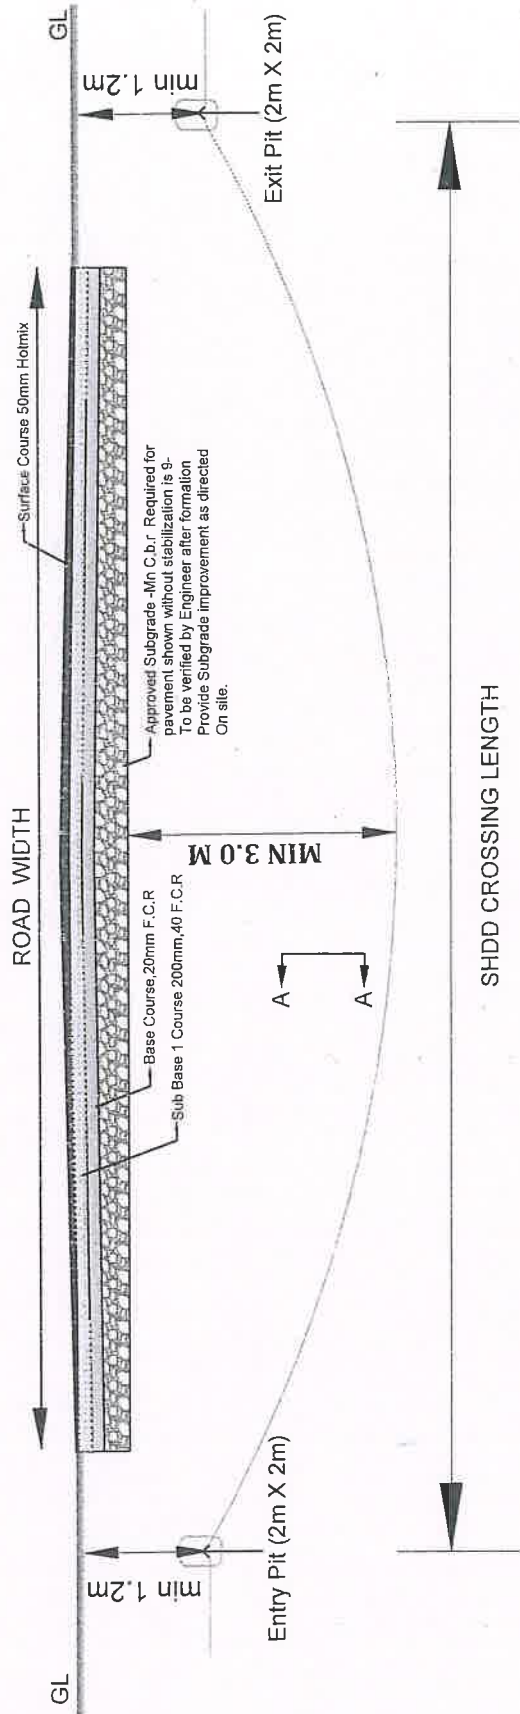 ROAD WIDTH
Surface Course 50mm Hotmix
GL
GL
min 1.2m
min 1.2m
Base Course,20mm F.C.R
Sub Base 1 Course 200mm,40 F.C.R
Approved Subgrade -Mn C.b.r Required for
pavement shown without stabilization is 9-
To be verified by Engineer after formation
Provide Subgrade improvement as directed
On site.
MIN 3.0 M
A
A
Entry Pit (2m X 2m)
Exit Pit (2m X 2m)
SHDD CROSSING LENGTH